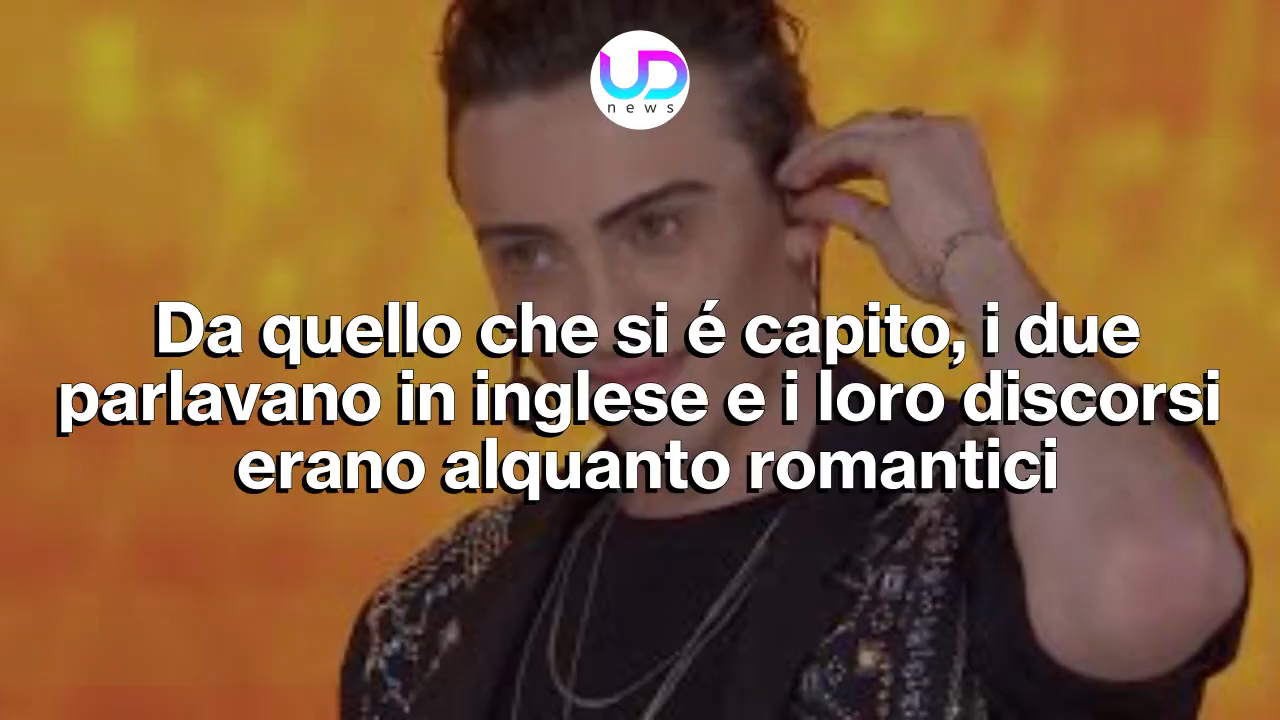 UD
news
Da quello che si é capito, i due
parlavano in inglese e i loro discorsi
erano alquanto romantici